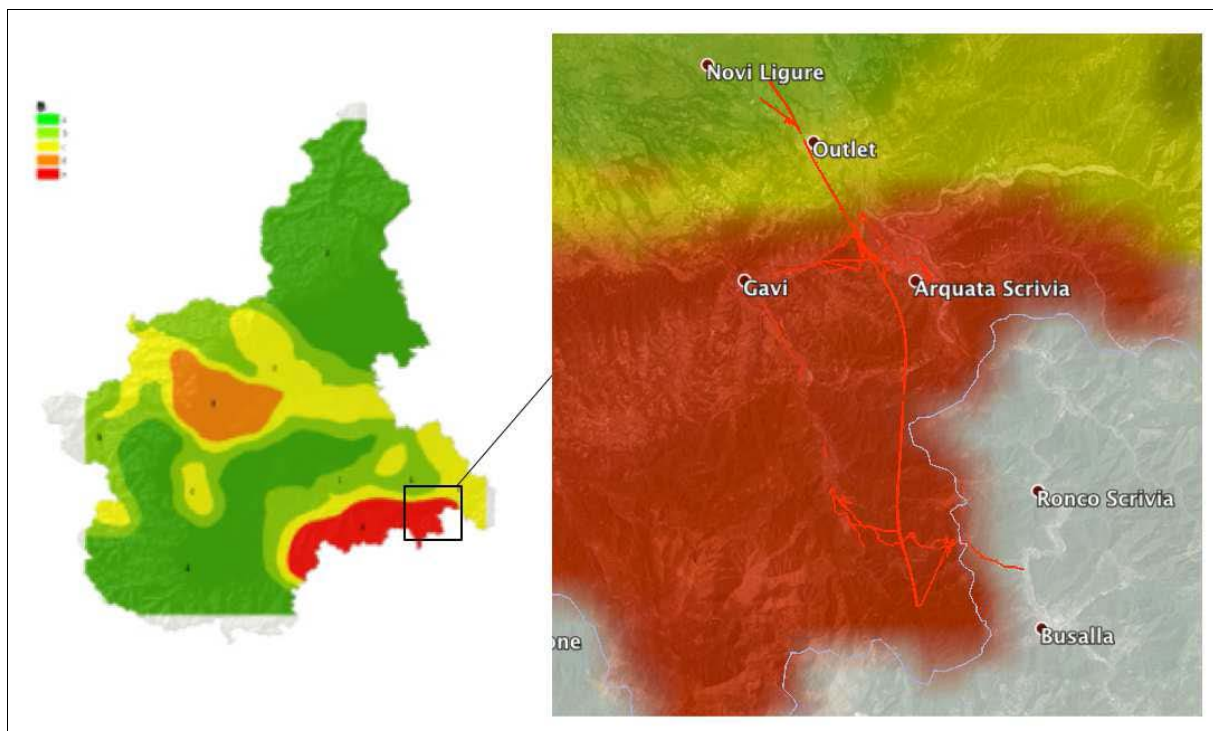 Novi Ligure
Outlet
Gavi
Arquata Scrivia
Ronco Scrivia
Busalla
one